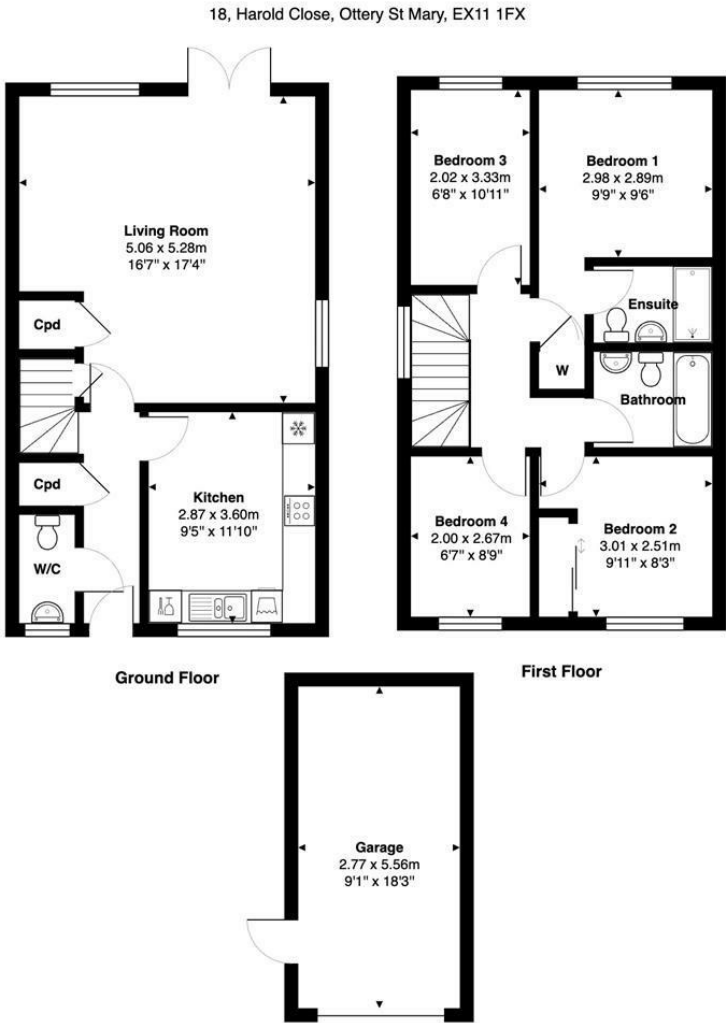 18, Harold Close, Ottery St Mary, EX11 1FX
Living Room
5.06 x 5.28m
16'7" x 17'4"
Cpd
Cpd
W/C
Kitchen
2.87 x 3.60m
9'5" x 11'10"
Ground Floor
Bedroom 3
2.02 x 3.33m
6'8" x 10'11"
Bedroom 1
2.98 x 2.89m
9'9" x 9'6"
Ensuite
W
Bathroom
Bedroom 4
2.00 x 2.67m
6'7" x 8'9"
Bedroom 2
3.01 x 2.51m
9'11" x 8'3"
First Floor
Garage
2.77 x 5.56m
9'1" x 18'3"